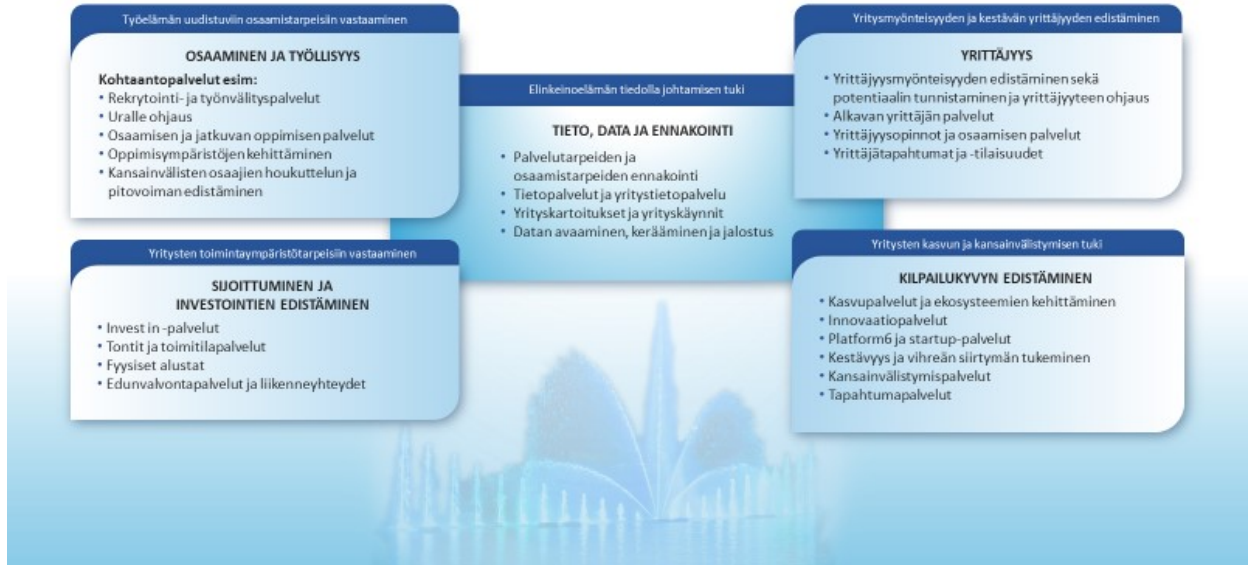 Työelämän uudistuviin osaamistarpeisiin vastaaminen
OSAAMINEN JA TYÖLLISYYS
Kohtaantopalvelut esim:
• Rekrytointi- ja työnvälityspalvelut
• Uralle ohjaus
• Osaamisen ja jatkuvan oppimisen palvelut
• Oppimisympäristöjen kehittäminen
• Kansainvälisten osaajien houkuttelun ja
pitovoiman edistäminen
Elinkeinoelämän tiedolla johtamisen tuki
TIETO, DATA JA ENNAKOINTI
• Palvelutarpeiden ja
osaamistarpeiden ennakointi
• Tietopalvelut ja yritystietopalvelu
• Yrityskartoitukset ja yrityskäynnit
• Datan avaaminen, kerääminen ja jalostus
Yritysmyönteisyyden ja kestävän yrittäjyyden edistäminen
YRITTÄJYYS
• Yrittäjyysmyönteisyyden edistäminen sekä
potentiaalin tunnistaminen ja yrittäjyyteen ohjaus
• Alkavan yrittäjän palvelut
• Yrittäjyysopinnot ja osaamisen palvelut
• Yrittäjätapahtumat ja -tilaisuudet
Yritysten toimintaympäristötarpeisiin vastaaminen
SIJOITTUMINEN JA
INVESTOINTIEN EDISTÄMINEN
• Invest in -palvelut
• Tontit ja toimitilapalvelut
• Fyysiset alustat
• Edunvalvontapalvelut ja liikenneyhteydet
Yritysten kasvun ja kansainvälistymisen tuki
KILPAILUKYVYN EDISTÄMINEN
• Kasvupalvelut ja ekosysteemien kehittäminen
• Innovaatiopalvelut
• Platform6 ja startup-palvelut
• Kestävyys ja vihreän siirtymän tukeminen
• Kansainvälistymispalvelut
• Tapahtumapalvelut